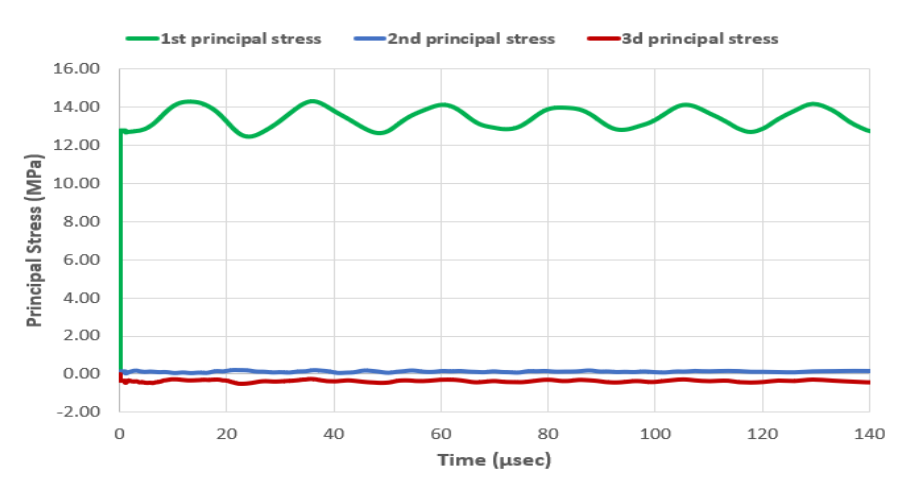 1st principal stress 2nd principal stress 3d principal stress
16.00
14.00
12.00
10.00
8.00
6.00
4.00
2.00
0.00
-2.00
Principal Stress (MPa)
0 20 40 60 80 100 120 140
Time (μsec)